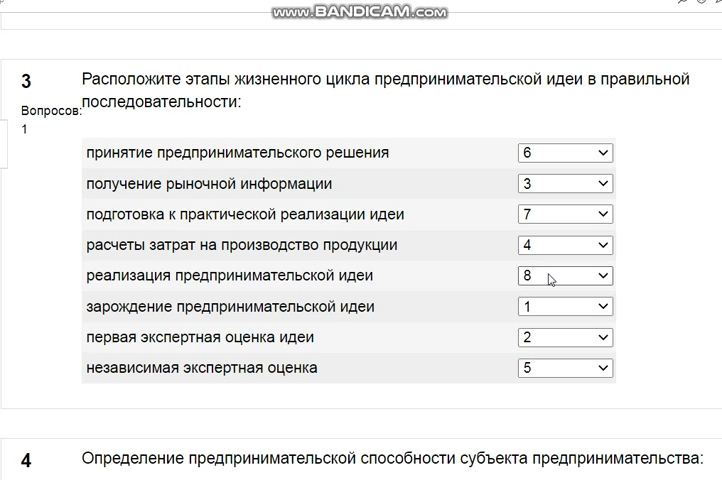 www.BANDICAM.com
3
Расположите этапы жизненного цикла предпринимательской идеи в правильной
Вопросов:
последовательности:
1
принятие предпринимательского решения 6
получение рыночной информации 3
подготовка к практической реализации идеи 7
расчеты затрат на производство продукции 4
реализация предпринимательской идеи 8
зарождение предпринимательской идеи 1
первая экспертная оценка идеи 2
независимая экспертная оценка 5
4
Определение предпринимательской способности субъекта предпринимательства: